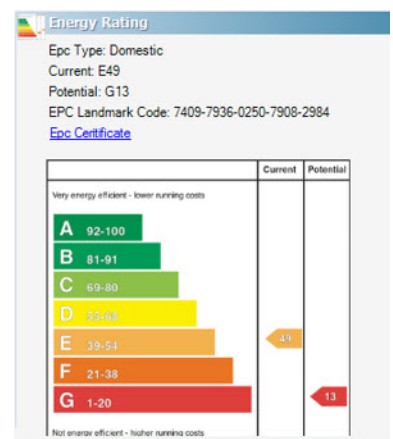 Energy Rating
Epc Type: Domestic
Current: E49
Potential: G13
EPC Landmark Code: 7409-7936-0250-7908-2984
Epc Ceritificate
Current Potential
Very energy efficient - lower running costs
A 92-100
B 81-91
C 69-80
D 55-68
E 39-54
49
F 21-38
G 1-20
13
Not energy efficient - higher running costs